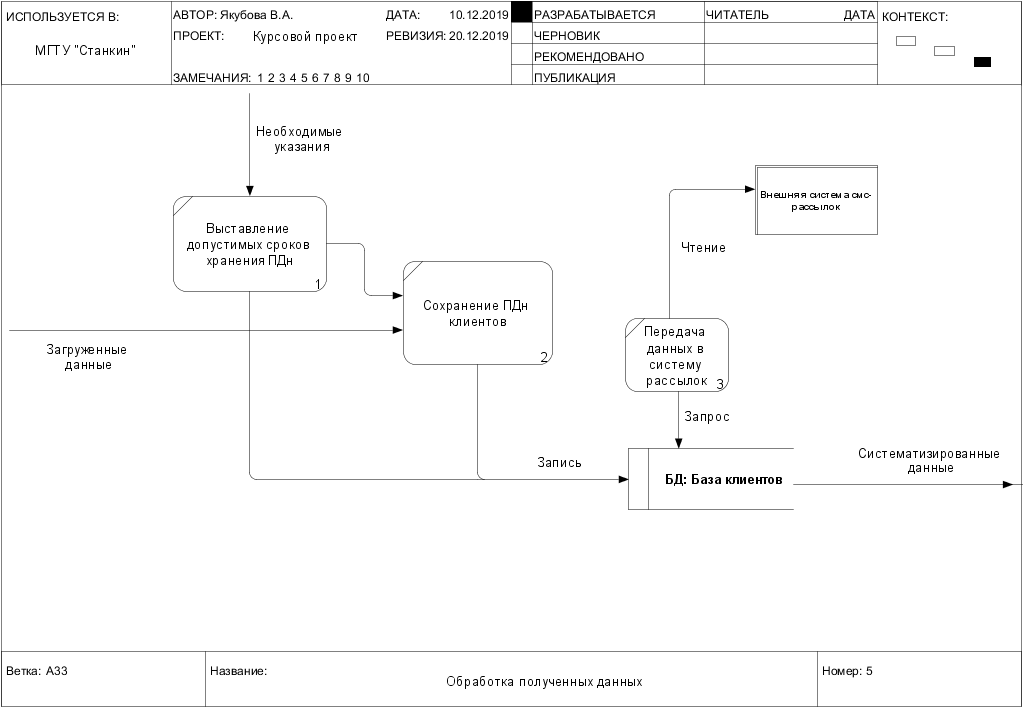 ИСПОЛЬЗУЕТСЯ В:
МГТУ "Станкин"
АВТОР: Якубова В.А.
ДАТА: 10.12.2019
ПРОЕКТ: Курсовой проект
РЕВИЗИЯ: 20.12.2019
ЗАМЕЧАНИЯ: 1 2 3 4 5 6 7 8 9 10
РАЗРАБАТЫВАЕТСЯ
ЧЕРНОВИК
РЕКОМЕНДОВАНО
ПУБЛИКАЦИЯ
ЧИТАТЕЛЬ ДАТА
КОНТЕКСТ:
Необходимые
указания
Выставление
допустимых сроков
хранения ПДн
1
Сохранение ПДн
клиентов
2
Загруженные
данные
Внешняя система смс-
рассылок
Чтение
Передача
данных в
систему
рассылок
3
Запрос
Запись
БД: База клиентов
Систематизированные
данные
Ветка: A33
Название:
Обработка полученных данных
Номер: 5